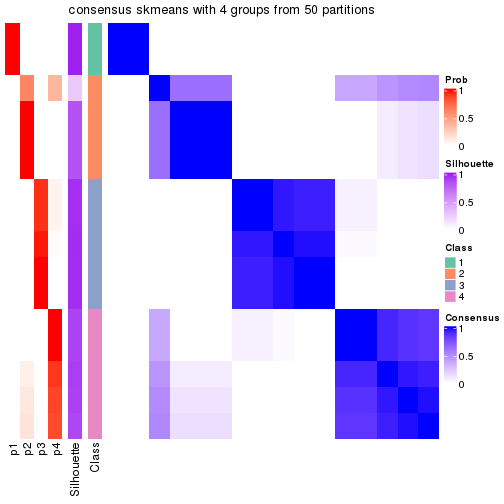 consensus skmeans with 4 groups from 50 partitions
Prob
1
0.5
0
Silhouette
1
0.5
0
Class
1
2
3
4
Consensus
1
0.5
0
p1
p2
p3
p4
Silhouette
Class